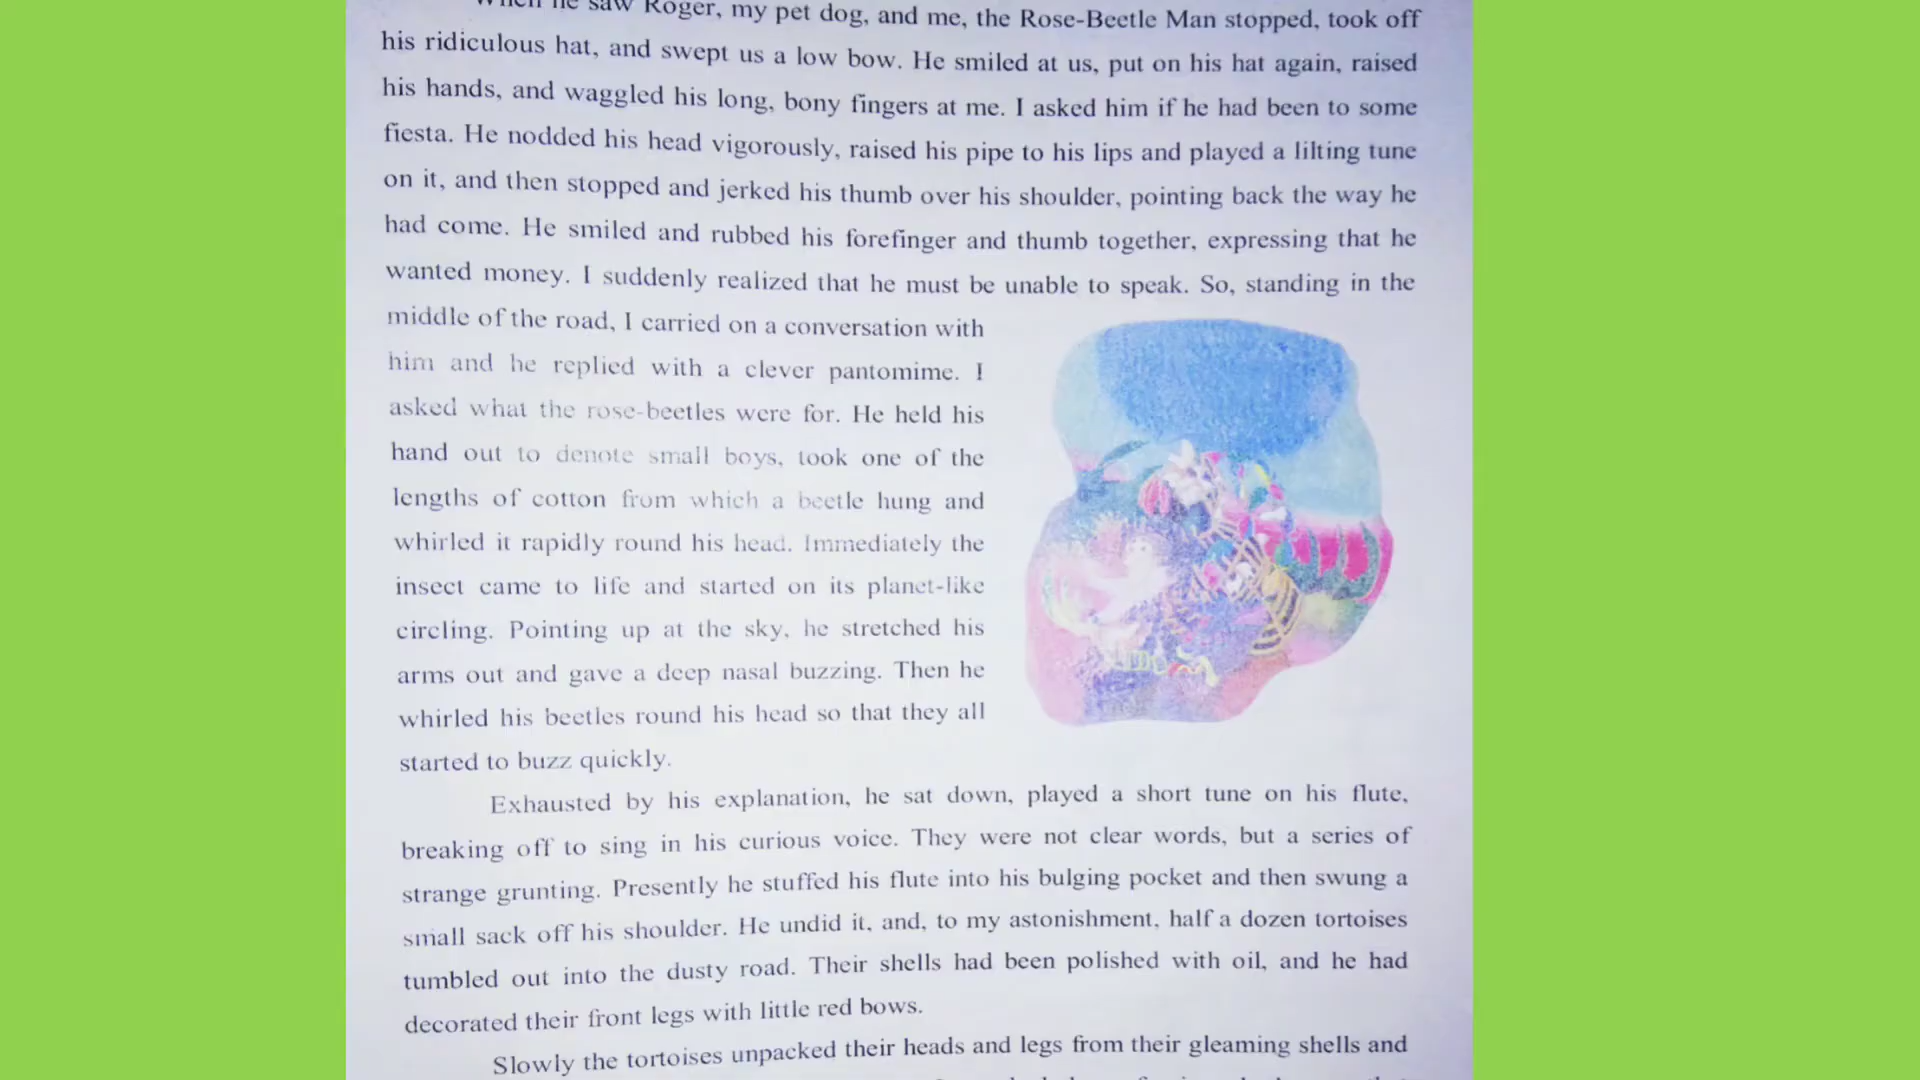 When he saw Roger, my pet dog, and me, the Rose-Beetle Man stopped, took off
his ridiculous hat, and swept us a low bow. He smiled at us, put on his hat again, raised
his hands, and waggled his long, bony fingers at me. I asked him if he had been to some
fiesta. He nodded his head vigorously, raised his pipe to his lips and played a lilting tune
on it, and then stopped and jerked his thumb over his shoulder, pointing back the way he
had come. He smiled and rubbed his forefinger and thumb together, expressing that he
wanted money. I suddenly realized that he must be unable to speak. So, standing in the
middle of the road, I carried on a conversation with
him and he replied with a clever pantomime. I
asked what the rose-beetles were for. He held his
hand out to denote small boys, took one of the
lengths of cotton from which a beetle hung and
whirled it rapidly round his head. Immediately the
insect came to life and started on its planet-like
circling. Pointing up at the sky, he stretched his
arms out and gave a deep nasal buzzing. Then he
whirled his beetles round his head so that they all
started to buzz quickly.
Exhausted by his explanation, he sat down, played a short tune on his flute,
breaking off to sing in his curious voice. They were not clear words, but a series of
strange grunting. Presently he stuffed his flute into his bulging pocket and then swung a
small sack off his shoulder. He undid it, and, to my astonishment, half a dozen tortoises
tumbled out into the dusty road. Their shells had been polished with oil, and he had
decorated their front legs with little red bows.
Slowly the tortoises unpacked their heads and legs from their gleaming shells and